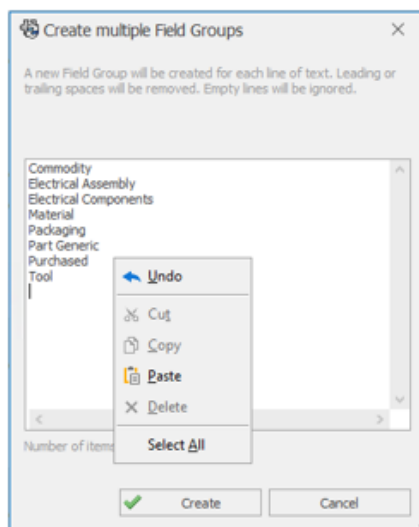 Create multiple Field Groups
A new Field Group will be created for each line of text. Leading or
trailing spaces will be removed. Empty lines will be ignored.
Commodity
Electrical Assembly
Electrical Components
Material
Packaging
Part Generic
Purchased
Tool
Undo
Cut
Copy
Paste
Delete
Select All
Number of items
Create
Cancel